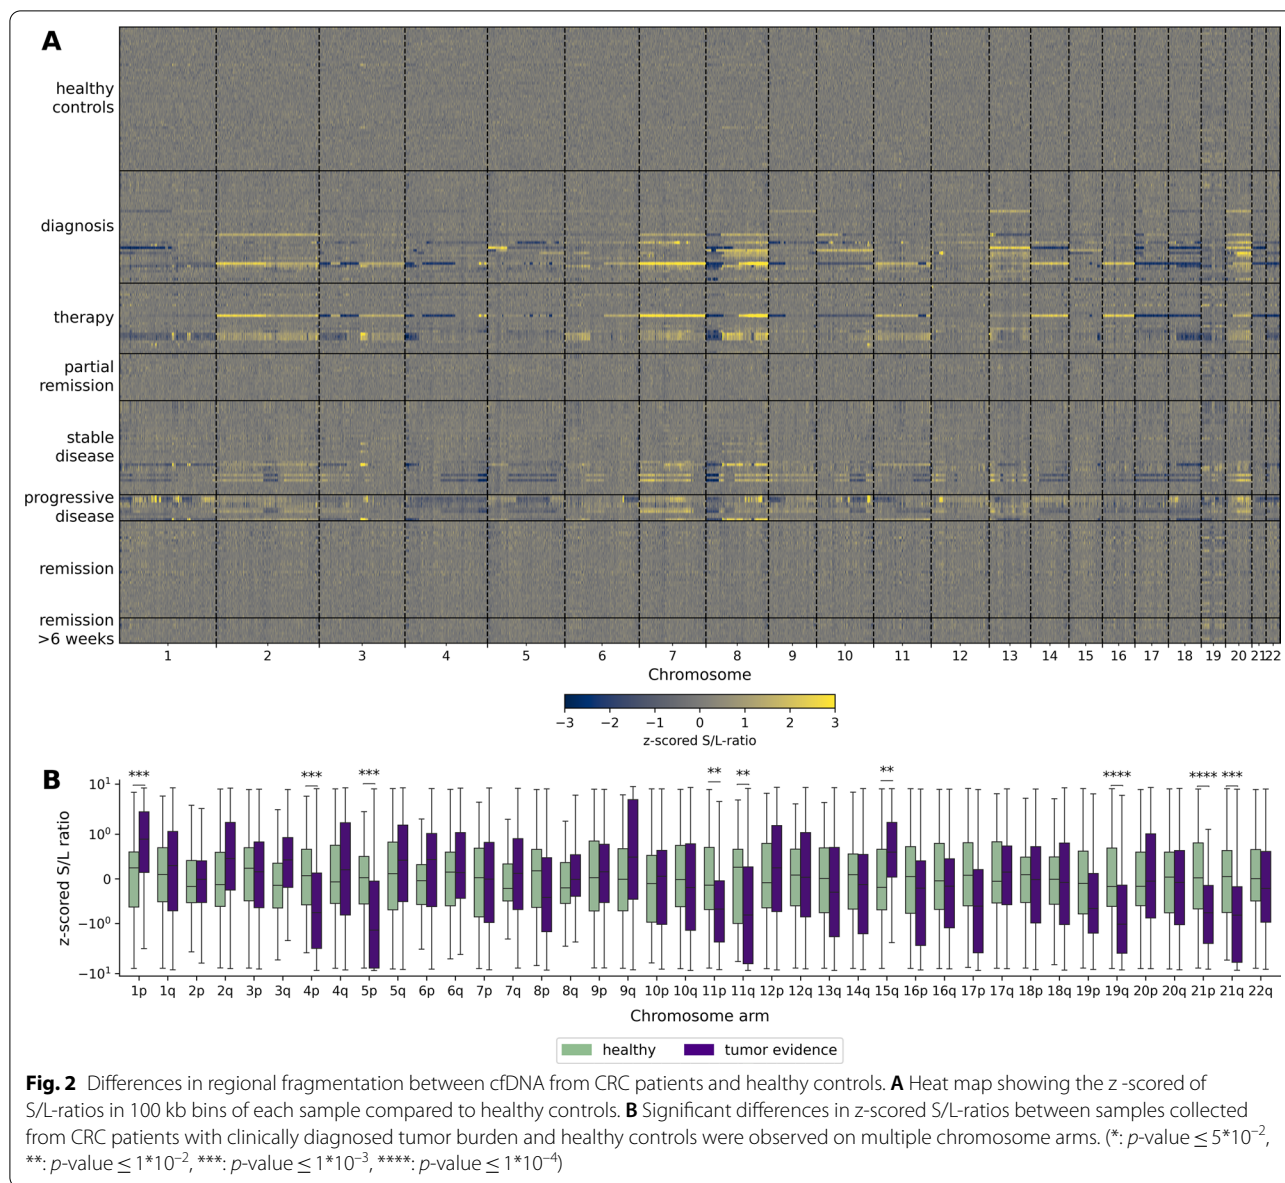 A
healthy
controls
diagnosis
therapy
partial
remission
stable
disease
progressive
disease
remission
remission
>6 weeks
1 2 3 4 5 6 7 8 9 10 11 12 13 14 15 16 17 18 19 20 21 22
Chromosome
−3 −2 −1 0 1 2 3
z-scored S/L-ratio
B
*** *** *** ** ** ** **** **** ***
10¹
10⁰
0
−10⁰
−10¹
z-scored S/L ratio
1p 1q 2p 2q 3p 3q 4p 4q 5p 5q 6p 6q 7p 7q 8p 8q 9p 9q 10p 10q 11p 11q 12p 12q 13q 14q 15q 16p 16q 17p 17q 18p 18q 19p 19q 20p 20q 21p 21q 22q
Chromosome arm
healthy tumor evidence
Fig. 2 Differences in regional fragmentation between cfDNA from CRC patients and healthy controls. A Heat map showing the z -scored of
S/L-ratios in 100 kb bins of each sample compared to healthy controls. B Significant differences in z-scored S/L-ratios between samples collected
from CRC patients with clinically diagnosed tumor burden and healthy controls were observed on multiple chromosome arms. (*: p-value ≤ 5*10⁻²,
**: p-value ≤ 1*10⁻², ***: p-value ≤ 1*10⁻³, ****: p-value ≤ 1*10⁻⁴)